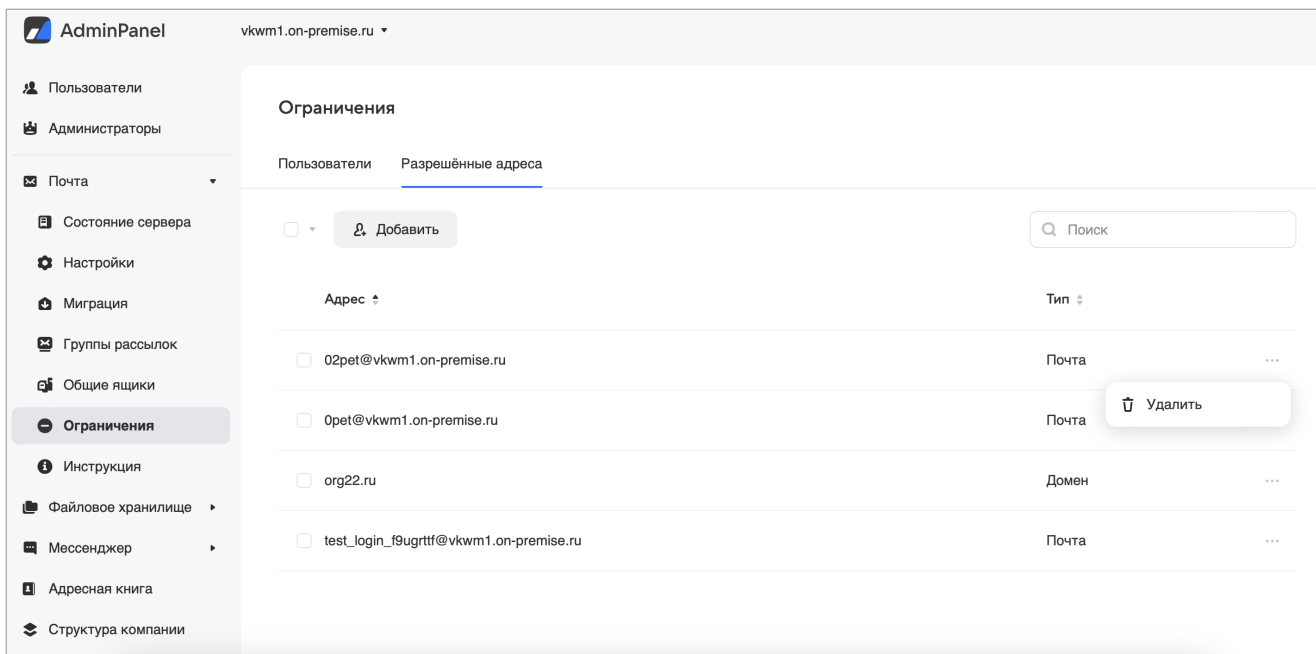 AdminPanel
vkwm1.on-premise.ru
Пользователи
Администраторы
Почта
Состояние сервера
Настройки
Миграция
Группы рассылок
Общие ящики
Ограничения
Инструкция
Файловое хранилище
Мессенджер
Адресная книга
Структура компании
Ограничения
Пользователи Разрешённые адреса
Добавить Поиск
Адрес Тип
02pet@vkwm1.on-premise.ru Почта
Удалить
0pet@vkwm1.on-premise.ru Почта
org22.ru Домен
test_login_f9ugrttf@vkwm1.on-premise.ru Почта